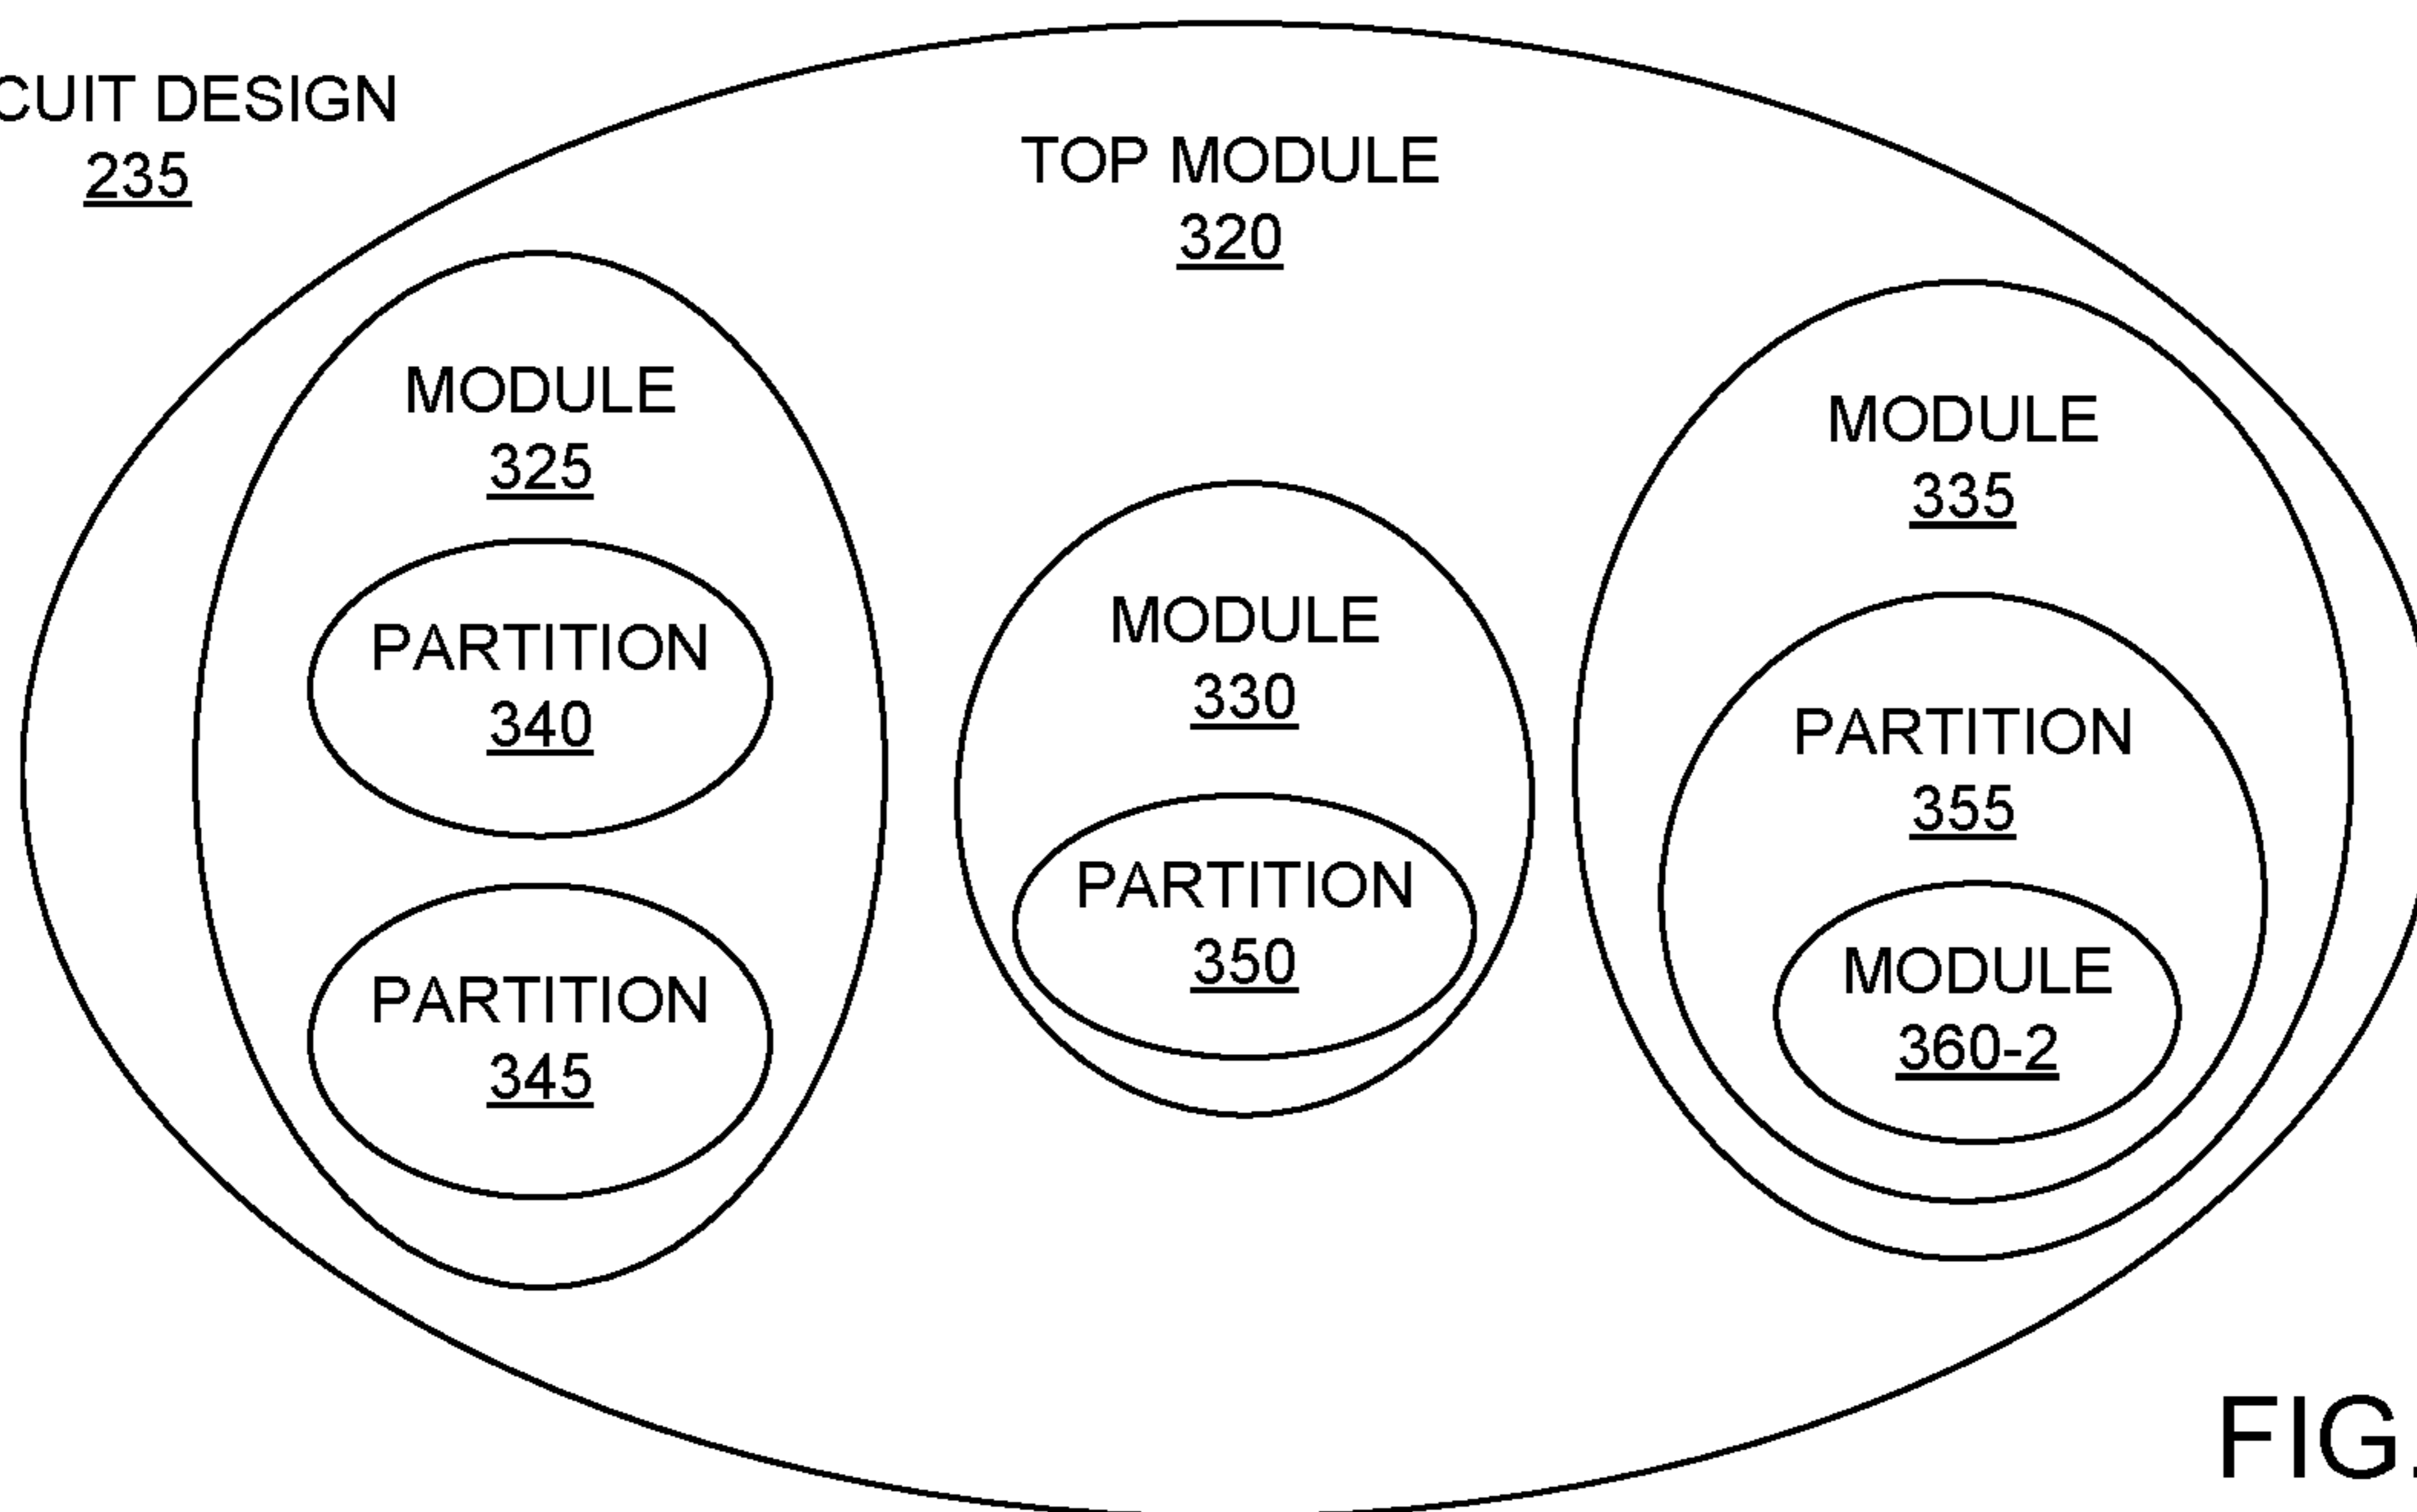 CUIT DESIGN
235
TOP MODULE
320
MODULE
325
PARTITION
340
PARTITION
345
MODULE
330
PARTITION
350
MODULE
335
PARTITION
355
MODULE
360-2
FIG.